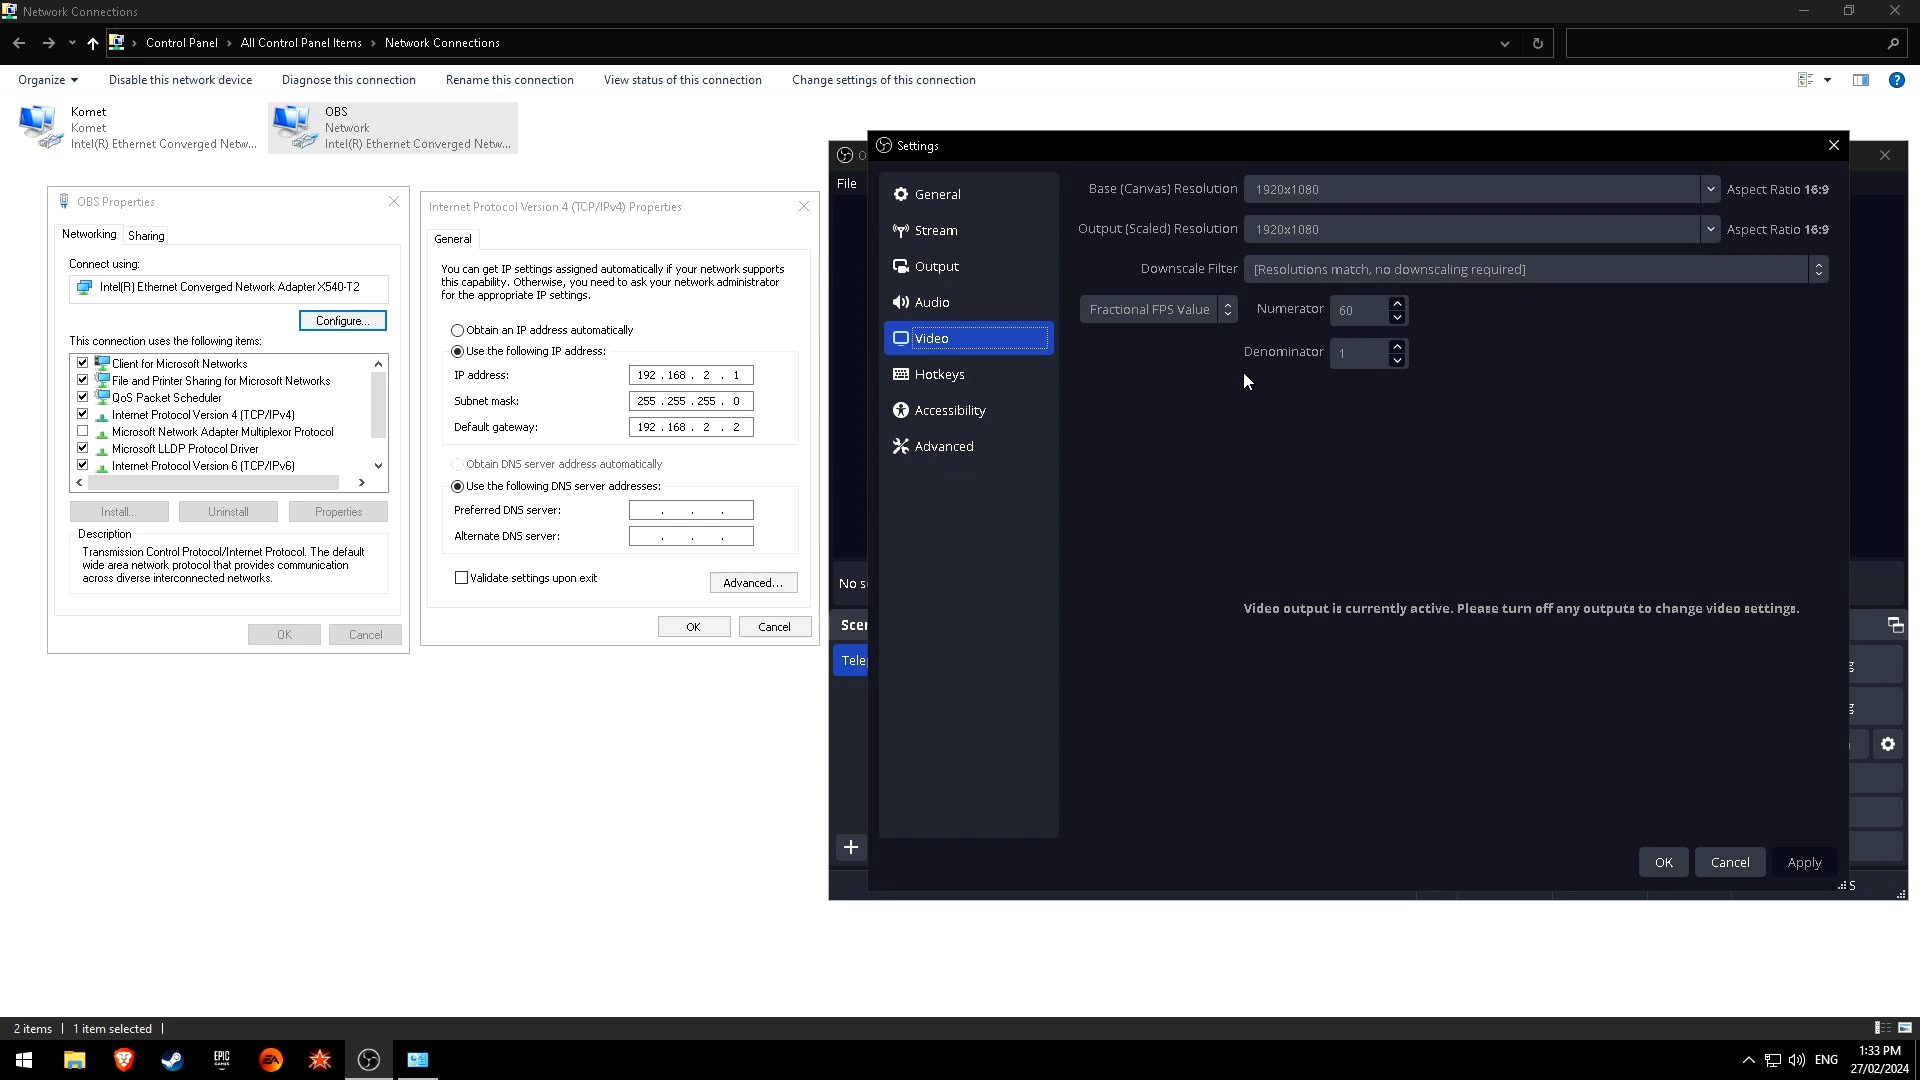 Network Connections
Control Panel › All Control Panel Items › Network Connections
Organize
Disable this network device
Diagnose this connection
Rename this connection
View status of this connection
Change settings of this connection
Komet
Komet
Intel(R) Ethernet Converged Netw...
OBS
Network
Intel(R) Ethernet Converged Netw...
OBS Properties
Networking
Sharing
Connect using:
Intel(R) Ethernet Converged Network Adapter X540-T2
Configure...
This connection uses the following items:
Client for Microsoft Networks
File and Printer Sharing for Microsoft Networks
QoS Packet Scheduler
Internet Protocol Version 4 (TCP/IPv4)
Microsoft Network Adapter Multiplexor Protocol
Microsoft LLDP Protocol Driver
Internet Protocol Version 6 (TCP/IPv6)
Install...
Uninstall
Properties
Description
Transmission Control Protocol/Internet Protocol. The default
wide area network protocol that provides communication
across diverse interconnected networks.
OK
Cancel
Internet Protocol Version 4 (TCP/IPv4) Properties
General
You can get IP settings assigned automatically if your network supports
this capability. Otherwise, you need to ask your network administrator
for the appropriate IP settings.
Obtain an IP address automatically
Use the following IP address:
IP address: 192 . 168 . 2 . 1
Subnet mask: 255 . 255 . 255 . 0
Default gateway: 192 . 168 . 2 . 2
Obtain DNS server address automatically
Use the following DNS server addresses:
Preferred DNS server: . . .
Alternate DNS server: . . .
Validate settings upon exit
Advanced...
OK
Cancel
O
File
No s
Scen
Tele
Settings
General
Stream
Output
Audio
Video
Hotkeys
Accessibility
Advanced
Base (Canvas) Resolution 1920x1080 Aspect Ratio 16:9
Output (Scaled) Resolution 1920x1080 Aspect Ratio 16:9
Downscale Filter [Resolutions match, no downscaling required]
Fractional FPS Value Numerator 60
Denominator 1
Video output is currently active. Please turn off any outputs to change video settings.
OK
Cancel
Apply
g
g
S
2 items
1 item selected
EPIC
GAMES
EA
ENG
1:33 PM
27/02/2024